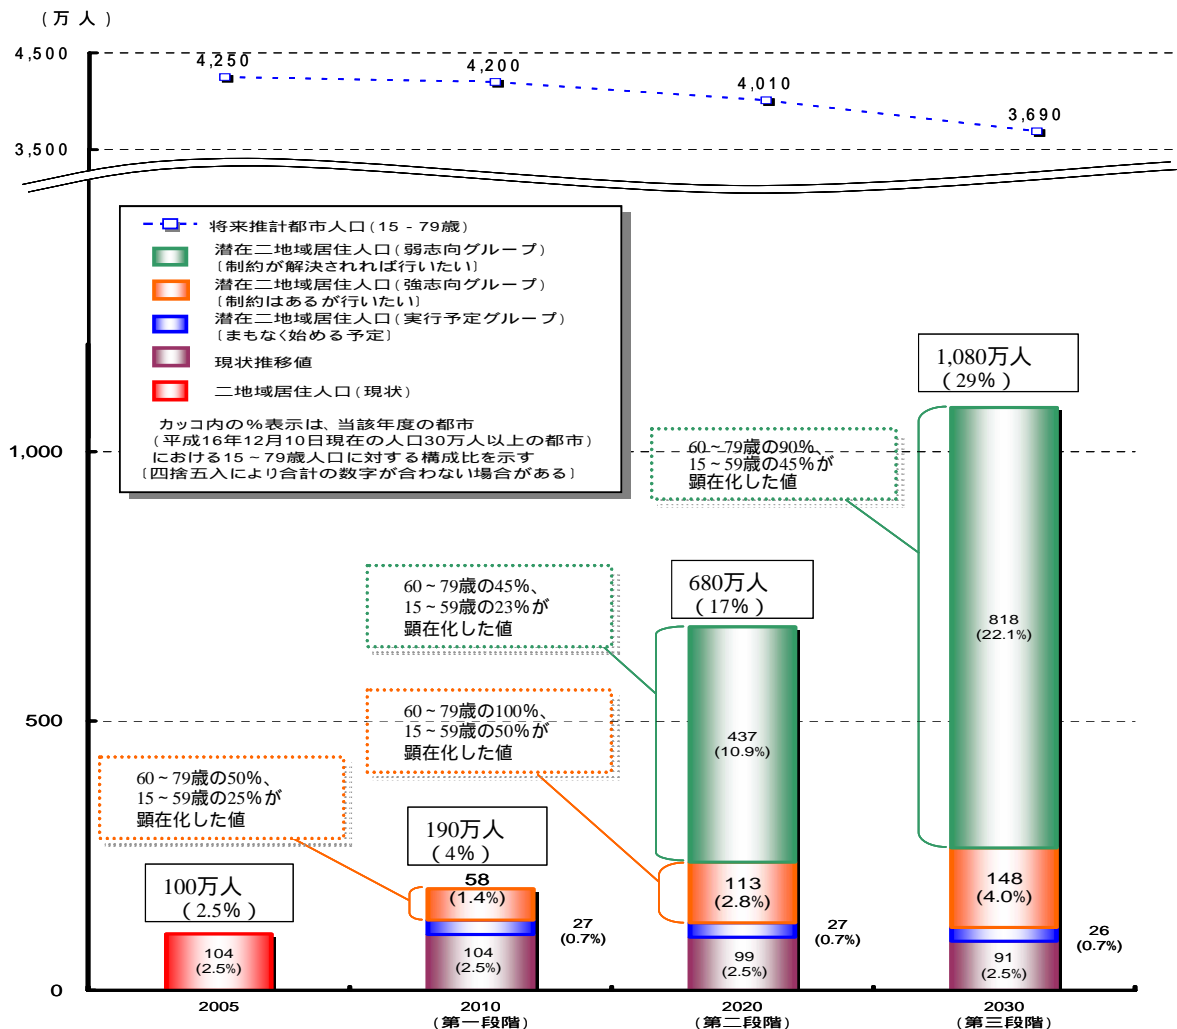 (万人)
4,500
4,250
4,200
4,010
3,690
3,500
将来推計都市人口(15-79歳)
潜在二地域居住人口(弱志向グループ)
〔制約が解決されれば行いたい〕
潜在二地域居住人口(強志向グループ)
〔制約はあるが行いたい〕
潜在二地域居住人口(実行予定グループ)
〔まもなく始める予定〕
現状推移値
二地域居住人口(現状)
カッコ内の%表示は、当該年度の都市
(平成16年12月10日現在の人口30万人以上の都市)
における15~79歳人口に対する構成比を示す
〔四捨五入により合計の数字が合わない場合がある〕
1,080万人
(29%)
1,000
60~79歳の90%、
15~59歳の45%が
顕在化した値
680万人
(17%)
60~79歳の45%、
15~59歳の23%が
顕在化した値
818
(22.1%)
500
60~79歳の100%、
15~59歳の50%が
顕在化した値
437
(10.9%)
60~79歳の50%、
15~59歳の25%が
顕在化した値
190万人
(4%)
100万人
(2.5%)
58
(1.4%)
113
(2.8%)
148
(4.0%)
27
(0.7%)
27
(0.7%)
26
(0.7%)
104
(2.5%)
104
(2.5%)
99
(2.5%)
91
(2.5%)
0
2005
2010
(第一段階)
2020
(第二段階)
2030
(第三段階)